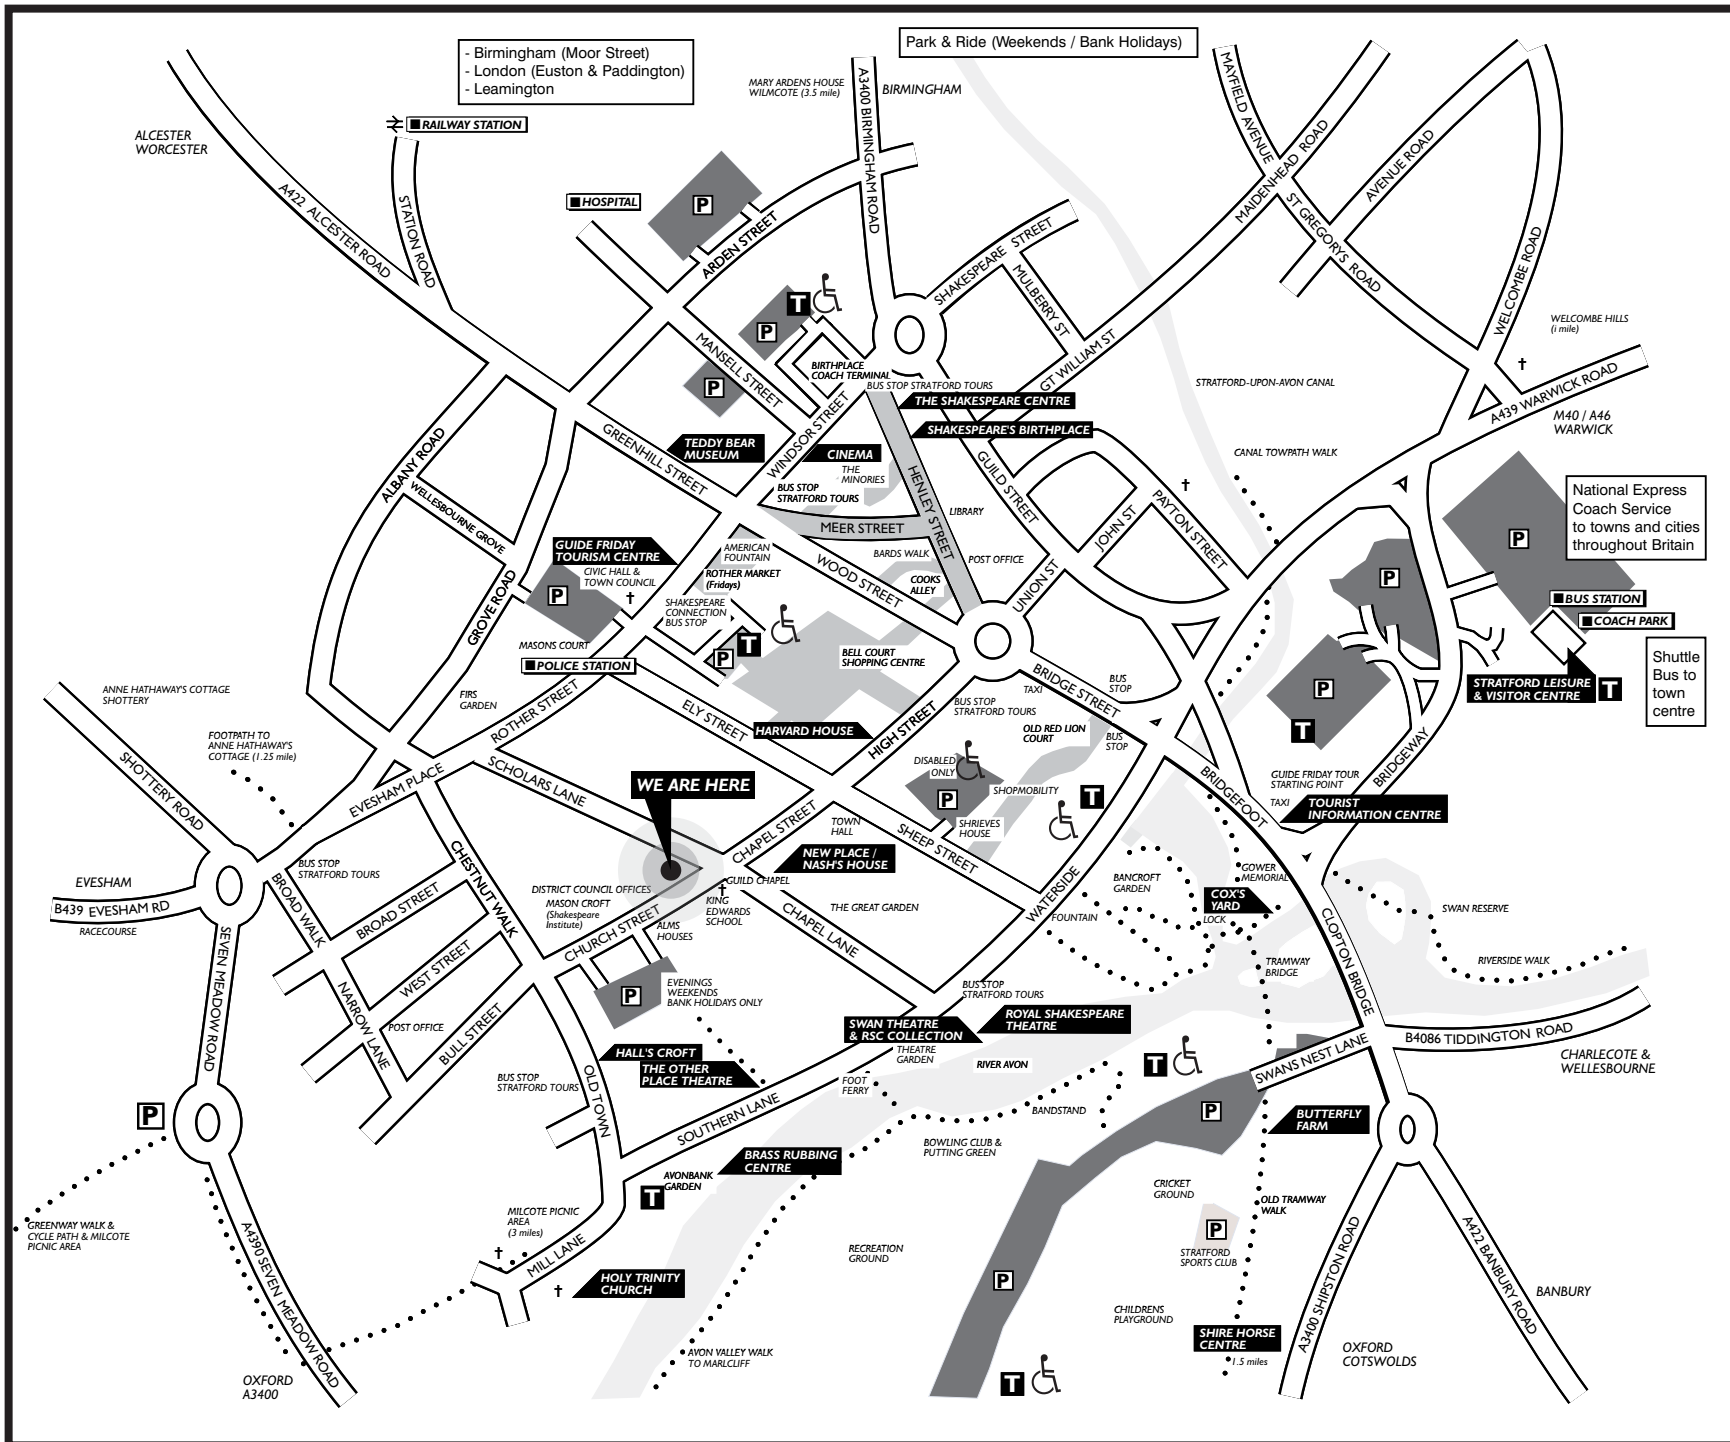 - Birmingham (Moor Street)
- London (Euston & Paddington)
- Leamington
Park & Ride (Weekends / Bank Holidays)
MARY ARDENS HOUSE
WILMCOTE (3.5 mile)
BIRMINGHAM
A3400 BIRMINGHAM ROAD
MAYFIELD AVENUE
MAIDENHEAD ROAD
AVENUE ROAD
ST GREGORYS ROAD
WELCOMBE ROAD
ALCESTER
WORCESTER
RAILWAY STATION
A422 ALCESTER ROAD
STATION ROAD
HOSPITAL
P
ARDEN STREET
SHAKESPEARE STREET
MULBERRY ST
GT WILLIAM ST
WELCOMBE HILLS
(i mile)
A439 WARWICK ROAD
M40 / A46
WARWICK
STRATFORD-UPON-AVON CANAL
CANAL TOWPATH WALK
T
P
P
MANSELL STREET
BIRTHPLACE
COACH TERMINAL
BUS STOP STRATFORD TOURS
THE SHAKESPEARE CENTRE
SHAKESPEARE'S BIRTHPLACE
TEDDY BEAR
MUSEUM
WINDSOR STREET
CINEMA
THE
MINORIES
BUS STOP
STRATFORD TOURS
GREENHILL STREET
HENLEY STREET
GUILD STREET
LIBRARY
MEER STREET
BARDS WALK
POST OFFICE
JOHN ST
PAYTON STREET
UNION ST
ALBANY ROAD
WELLESBOURNE GROVE
GROVE ROAD
GUIDE FRIDAY
TOURISM CENTRE
CIVIC HALL &
TOWN COUNCIL
P
AMERICAN
FOUNTAIN
ROTHER MARKET
(Fridays)
SHAKESPEARE
CONNECTION
BUS STOP
WOOD STREET
COOKS
ALLEY
P
T
BELL COURT
SHOPPING CENTRE
MASONS COURT
POLICE STATION
National Express
Coach Service
to towns and cities
throughout Britain
P
P
P
BUS STATION
COACH PARK
Shuttle
Bus to
town
centre
STRATFORD LEISURE
& VISITOR CENTRE
T
T
ANNE HATHAWAY'S COTTAGE
SHOTTERY
FOOTPATH TO
ANNE HATHAWAY'S
COTTAGE (1.25 mile)
SHOTTERY ROAD
FIRS
GARDEN
ROTHER STREET
ELY STREET
HARVARD HOUSE
HIGH STREET
BUS STOP
STRATFORD TOURS
TAXI
BRIDGE STREET
BUS
STOP
OLD RED LION
COURT
BUS
STOP
BRIDGEFOOT
BRIDGEWAY
GUIDE FRIDAY TOUR
STARTING POINT
TAXI
TOURIST
INFORMATION CENTRE
EVESHAM PLACE
SCHOLARS LANE
WE ARE HERE
CHAPEL STREET
TOWN
HALL
DISABLED
ONLY
P
SHOPMOBILITY
SHRIEVES
HOUSE
T
SHEEP STREET
NEW PLACE /
NASH'S HOUSE
WATERSIDE
BANCROFT
GARDEN
GOWER
MEMORIAL
COX'S
YARD
LOCK
FOUNTAIN
SWAN RESERVE
RIVERSIDE WALK
TRAMWAY
BRIDGE
CLOPTON BRIDGE
BUS STOP
STRATFORD TOURS
EVESHAM
B439 EVESHAM RD
RACECOURSE
BROAD WALK
BROAD STREET
CHESTNUT WALK
WEST STREET
NARROW LANE
POST OFFICE
BULL STREET
SEVEN MEADOW ROAD
DISTRICT COUNCIL OFFICES
MASON CROFT
(Shakespeare
Institute)
CHURCH STREET
ALMS
HOUSES
GUILD CHAPEL
KING
EDWARDS
SCHOOL
THE GREAT GARDEN
CHAPEL LANE
P
EVENINGS
WEEKENDS
BANK HOLIDAYS ONLY
BUS STOP
STRATFORD TOURS
SWAN THEATRE
& RSC COLLECTION
ROYAL SHAKESPEARE
THEATRE
THEATRE
GARDEN
RIVER AVON
FOOT
FERRY
BANDSTAND
HALL'S CROFT
THE OTHER
PLACE THEATRE
BUS STOP
STRATFORD TOURS
OLD TOWN
SOUTHERN LANE
T
P
SWANS NEST LANE
B4086 TIDDINGTON ROAD
CHARLECOTE &
WELLESBOURNE
BUTTERFLY
FARM
P
BOWLING CLUB &
PUTTING GREEN
BRASS RUBBING
CENTRE
AVONBANK
GARDEN
T
CRICKET
GROUND
OLD TRAMWAY
WALK
P
STRATFORD
SPORTS CLUB
MILCOTE PICNIC
AREA
(3 miles)
MILL LANE
GREENWAY WALK &
CYCLE PATH & MILCOTE
PICNIC AREA
A4390 SEVEN MEADOW ROAD
RECREATION
GROUND
HOLY TRINITY
CHURCH
P
CHILDRENS
PLAYGROUND
SHIRE HORSE
CENTRE
1.5 miles
A3400 SHIPSTON ROAD
A422 BANBURY ROAD
BANBURY
OXFORD
COTSWOLDS
AVON VALLEY WALK
TO MARLCLIFF
OXFORD
A3400
T